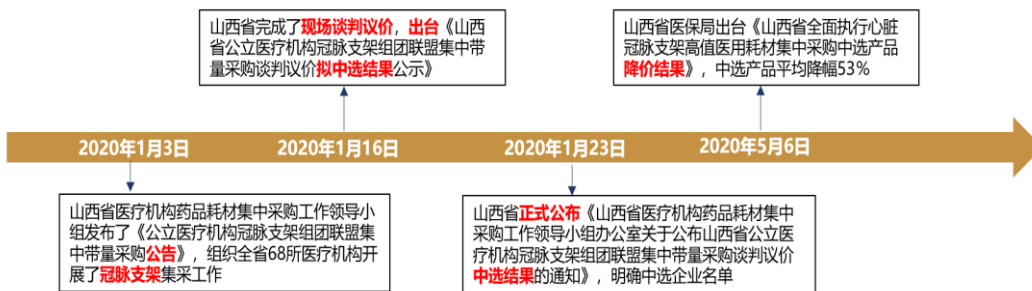 山西省完成了现场谈判议价，出台《山西
省公立医疗机构冠脉支架组团联盟集中带
量采购谈判议价拟中选结果公示》
山西省医保局出台《山西省全面执行心脏
冠脉支架高值医用耗材集中采购中选产品
降价结果》，中选产品平均降幅53%
2020年1月3日
2020年1月16日
2020年1月23日
2020年5月6日
山西省医疗机构药品耗材集中采购工作领导小
组发布了《公立医疗机构冠脉支架组团联盟集
中带量采购公告》，组织全省68所医疗机构开
展了冠脉支架集采工作
山西省正式公布《山西省医疗机构药品耗材集中
采购工作领导小组办公室关于公布山西省公立医
疗机构冠脉支架组团联盟集中带量采购谈判议价
中选结果的通知》，明确中选企业名单